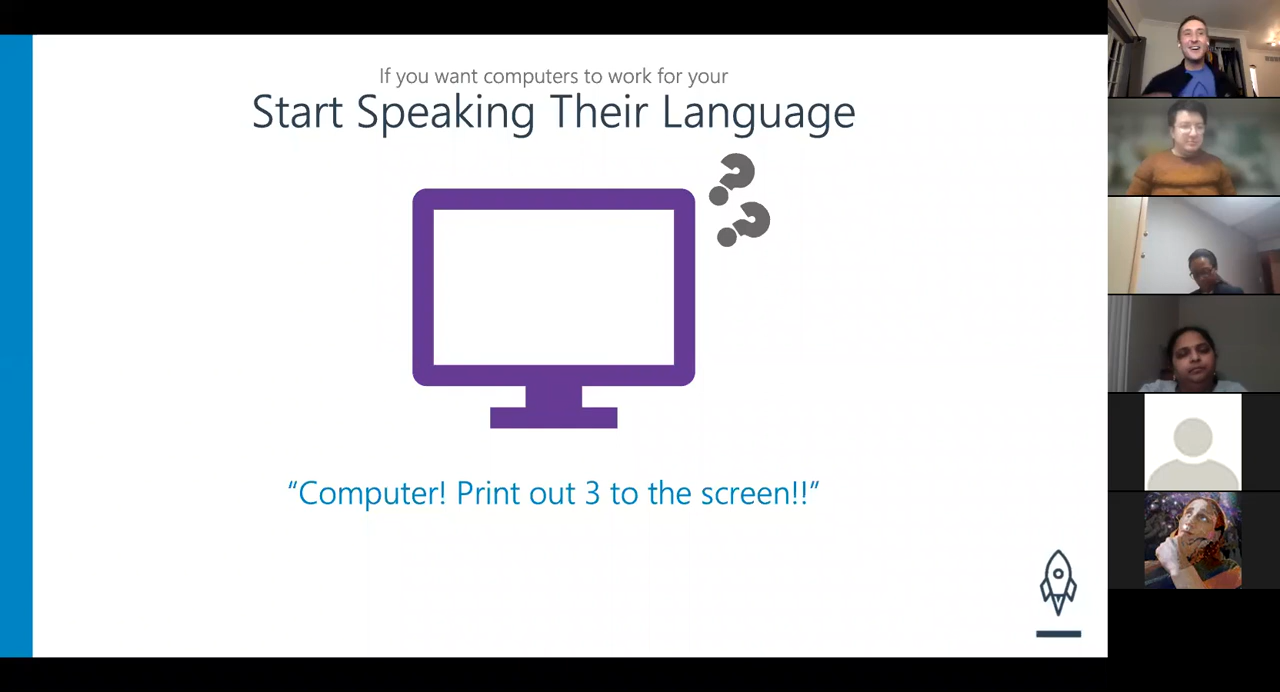 If you want computers to work for your
Start Speaking Their Language
? 
?
“Computer! Print out 3 to the screen!!”